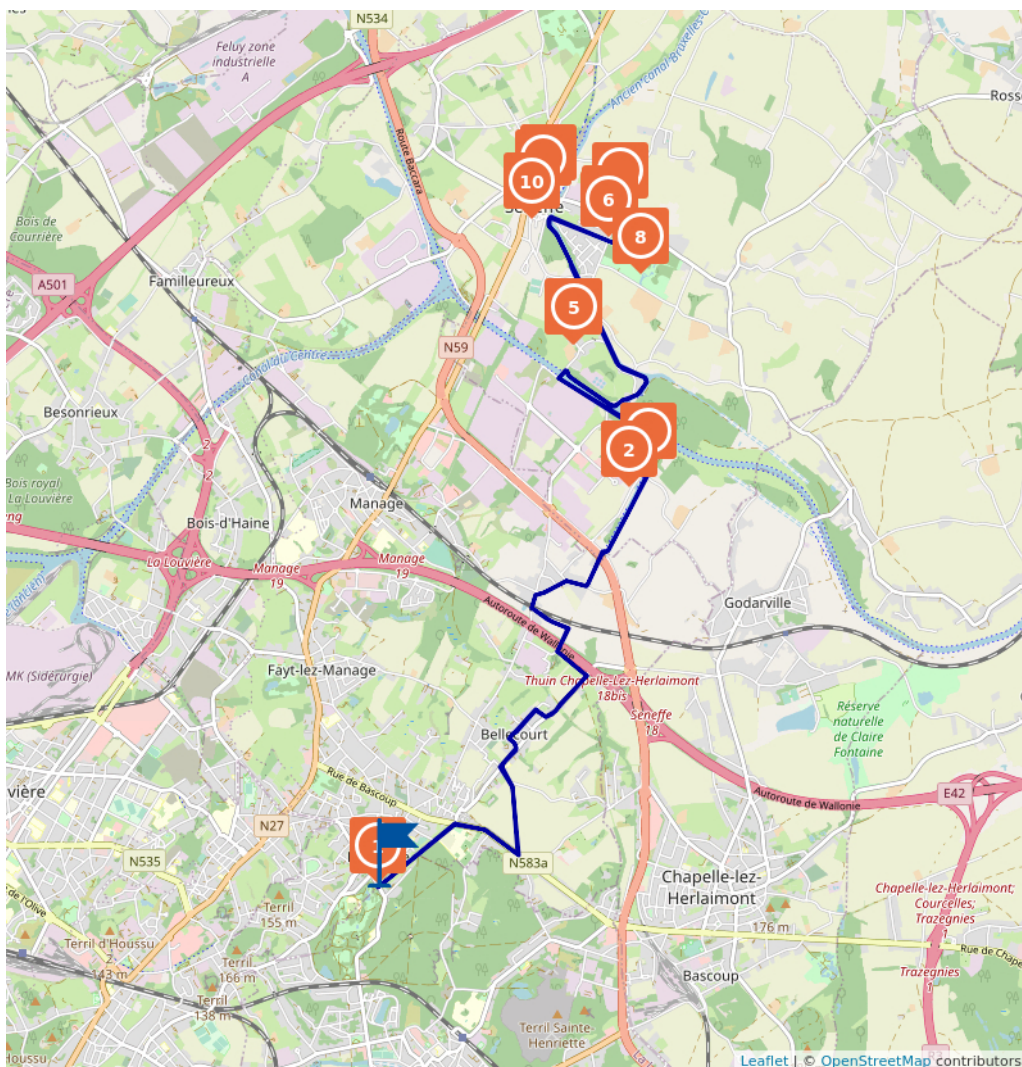 N534
Feluy zone
industrielle
A
Ancien canal Bruxelles
Route Baccara
10
6
8
Bois de
Courrière
Familleureux
A501
5
N59
Canal du Centre
Besonrieux
2
2
2
Bois royal
La Louvière
Manage
Bois-d'Haine
La Louvière
Manage
19
Manage
19
Autoroute de Wallonie
Godarville
MK (Sidérurgie)
Fayt-lez-Manage
Thuin Chapelle-Lez-Herlaimont
18bis
Seneffe
18
Réserve
naturelle
de Claire
Fontaine
Bellecourt
Rue de Bascoup
Autoroute de Wallonie
E42
N27
N535
N583a
Chapelle-lez-
Herlaimont
Chapelle-lez-Herlaimont;
Courcelles;
Trazegnies
1
Terril
155 m
176 m
Terril d'Houssu
2
143 m
Terril
166 m
Rue de Chape
Trazegnies
1
Bascoup
Terril
138 m
Terril Sainte-
Henriette
Houssu
Leaflet | © OpenStreetMap contributors